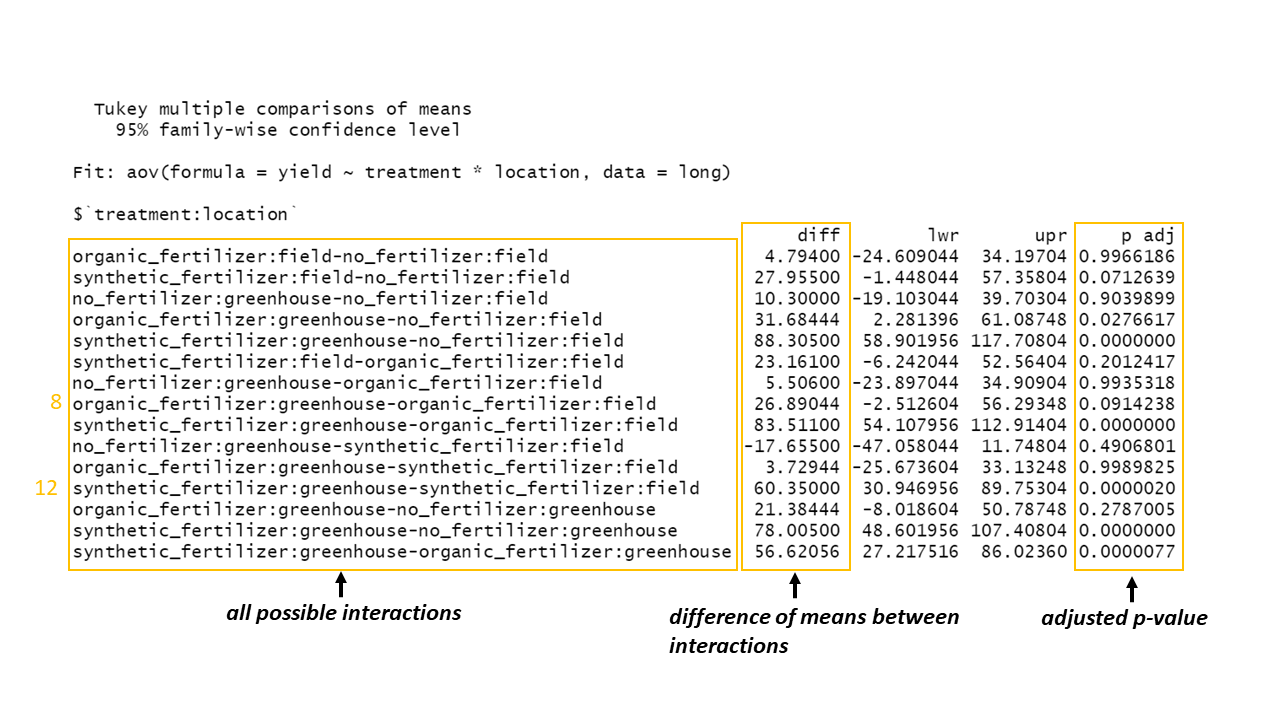 Tukey multiple comparisons of means
95% family-wise confidence level
Fit: aov(formula = yield ~ treatment * location, data = long)
$`treatment:location`
diff lwr upr p adj
organic_fertilizer:field-no_fertilizer:field 4.79400 -24.609044 34.19704 0.9966186
synthetic_fertilizer:field-no_fertilizer:field 27.95500 -1.448044 57.35804 0.0712639
no_fertilizer:greenhouse-no_fertilizer:field 10.30000 -19.103044 39.70304 0.9039899
organic_fertilizer:greenhouse-no_fertilizer:field 31.68444 2.281396 61.08748 0.0276617
synthetic_fertilizer:greenhouse-no_fertilizer:field 88.30500 58.901956 117.70804 0.0000000
synthetic_fertilizer:field-organic_fertilizer:field 23.16100 -6.242044 52.56404 0.2012417
no_fertilizer:greenhouse-organic_fertilizer:field 5.50600 -23.897044 34.90904 0.9935318
8 organic_fertilizer:greenhouse-organic_fertilizer:field 26.89044 -2.512604 56.29348 0.0914238
synthetic_fertilizer:greenhouse-organic_fertilizer:field 83.51100 54.107956 112.91404 0.0000000
no_fertilizer:greenhouse-synthetic_fertilizer:field -17.65500 -47.058044 11.74804 0.4906801
organic_fertilizer:greenhouse-synthetic_fertilizer:field 3.72944 -25.673604 33.13248 0.9989825
12 synthetic_fertilizer:greenhouse-synthetic_fertilizer:field 60.35000 30.946956 89.75304 0.0000020
organic_fertilizer:greenhouse-no_fertilizer:greenhouse 21.38444 -8.018604 50.78748 0.2787005
synthetic_fertilizer:greenhouse-no_fertilizer:greenhouse 78.00500 48.601956 107.40804 0.0000000
synthetic_fertilizer:greenhouse-organic_fertilizer:greenhouse 56.62056 27.217516 86.02360 0.0000077
all possible interactions
difference of means between
interactions
adjusted p-value